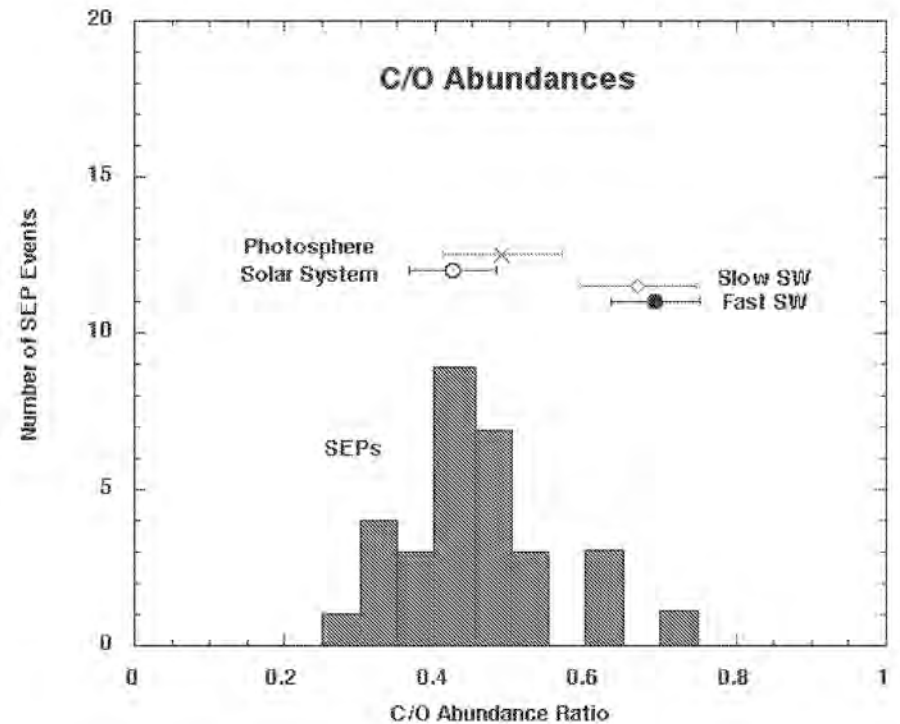 20
C/O Abundances
15
Photosphere
Solar System
Slow SW
Fast SW
10
SEPs
5
0
0 0.2 0.4 0.6 0.8 1
Number of SEP Events
C/O Abundance Ratio